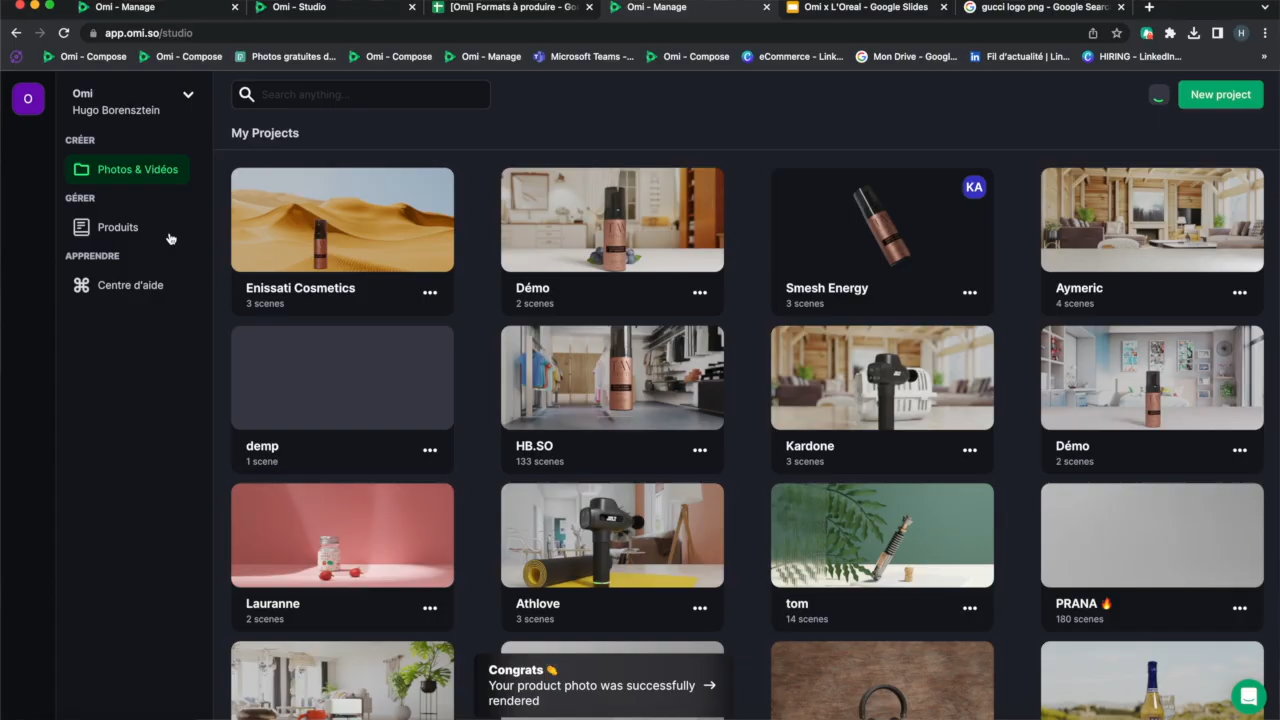 Omi - Manage
Omi - Studio
[Omi] Formats à produire - Go
Omi - Manage
Omi x L'Oreal - Google Slides
gucci logo png - Google Searc
app.omi.so/studio
H
Omi - Compose
Omi - Compose
Photos gratuites d...
Omi - Compose
Omi - Manage
Microsoft Teams -...
Omi - Compose
eCommerce - Link...
Mon Drive - Googl...
Fil d'actualité | Lin...
HIRING - LinkedIn...
»
O
Omi
Hugo Borensztein
Search anything...
New project
CRÉER
Photos & Vidéos
GÉRER
Produits
APPRENDRE
Centre d'aide
My Projects
KA
Enissati Cosmetics
3 scenes
Démo
2 scenes
Smesh Energy
3 scenes
Aymeric
4 scenes
demp
1 scene
HB.SO
133 scenes
Kardone
3 scenes
Démo
2 scenes
Lauranne
2 scenes
Athlove
3 scenes
tom
14 scenes
PRANA 🔥
180 scenes
Congrats 👏
Your product photo was successfully
rendered